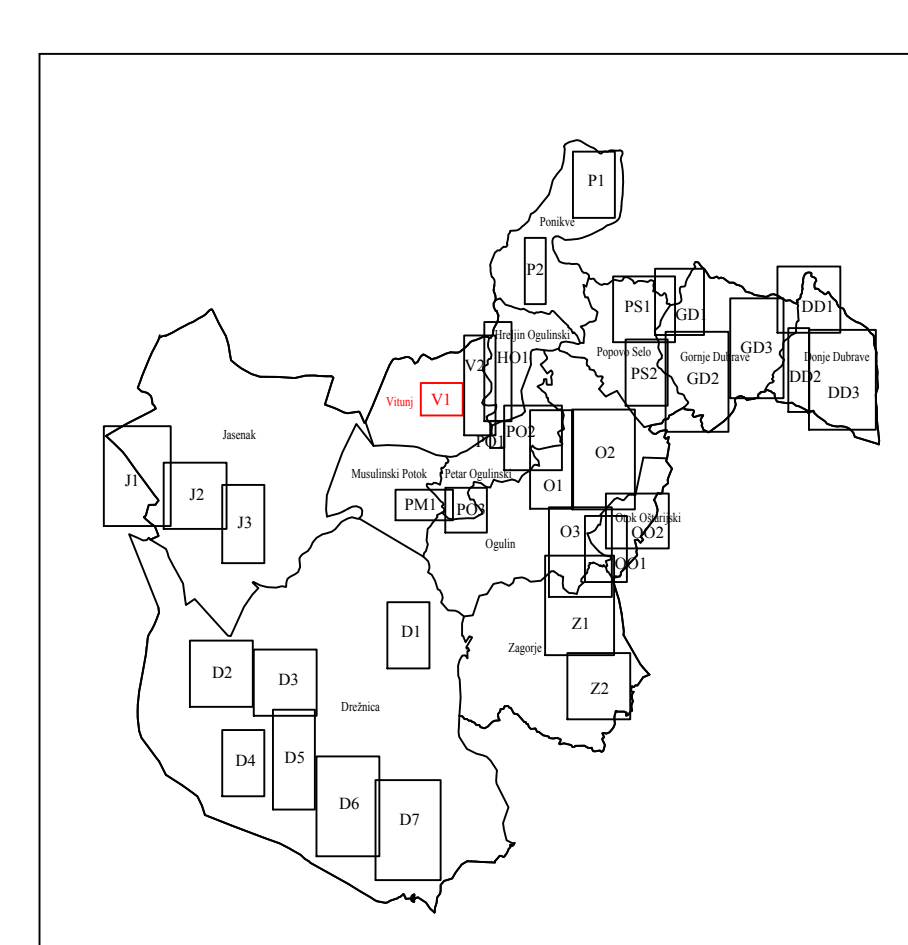 P1
Ponikve
P2
PS1
GD1
DD1
Hreljin Ogulinski
HO1
V2
Popovo Selo
PS2
Gornje Dubrave
GD2
GD3
Donje Dubrave
DD2
DD3
Vitunj
V1
PO1
PO2
O2
Jasenak
J1
J2
J3
Musulinski Potok
Petar Ogulinski
PM1
PO3
O1
Otok Oštarijski
OO2
O3
OO1
Ogulin
D1
Z1
Zagorje
Z2
D2
D3
Drežnica
D4
D5
D6
D7